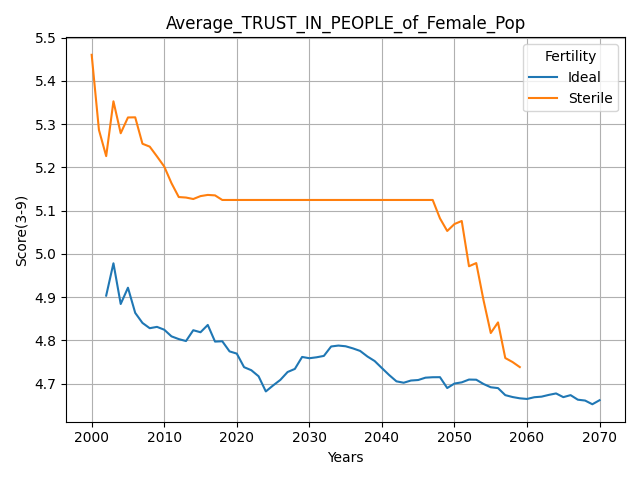 Average_TRUST_IN_PEOPLE_of_Female_Pop
Fertility
Ideal
Sterile
Score(3-9)
5.5
5.4
5.3
5.2
5.1
5.0
4.9
4.8
4.7
2000 2010 2020 2030 2040 2050 2060 2070
Years